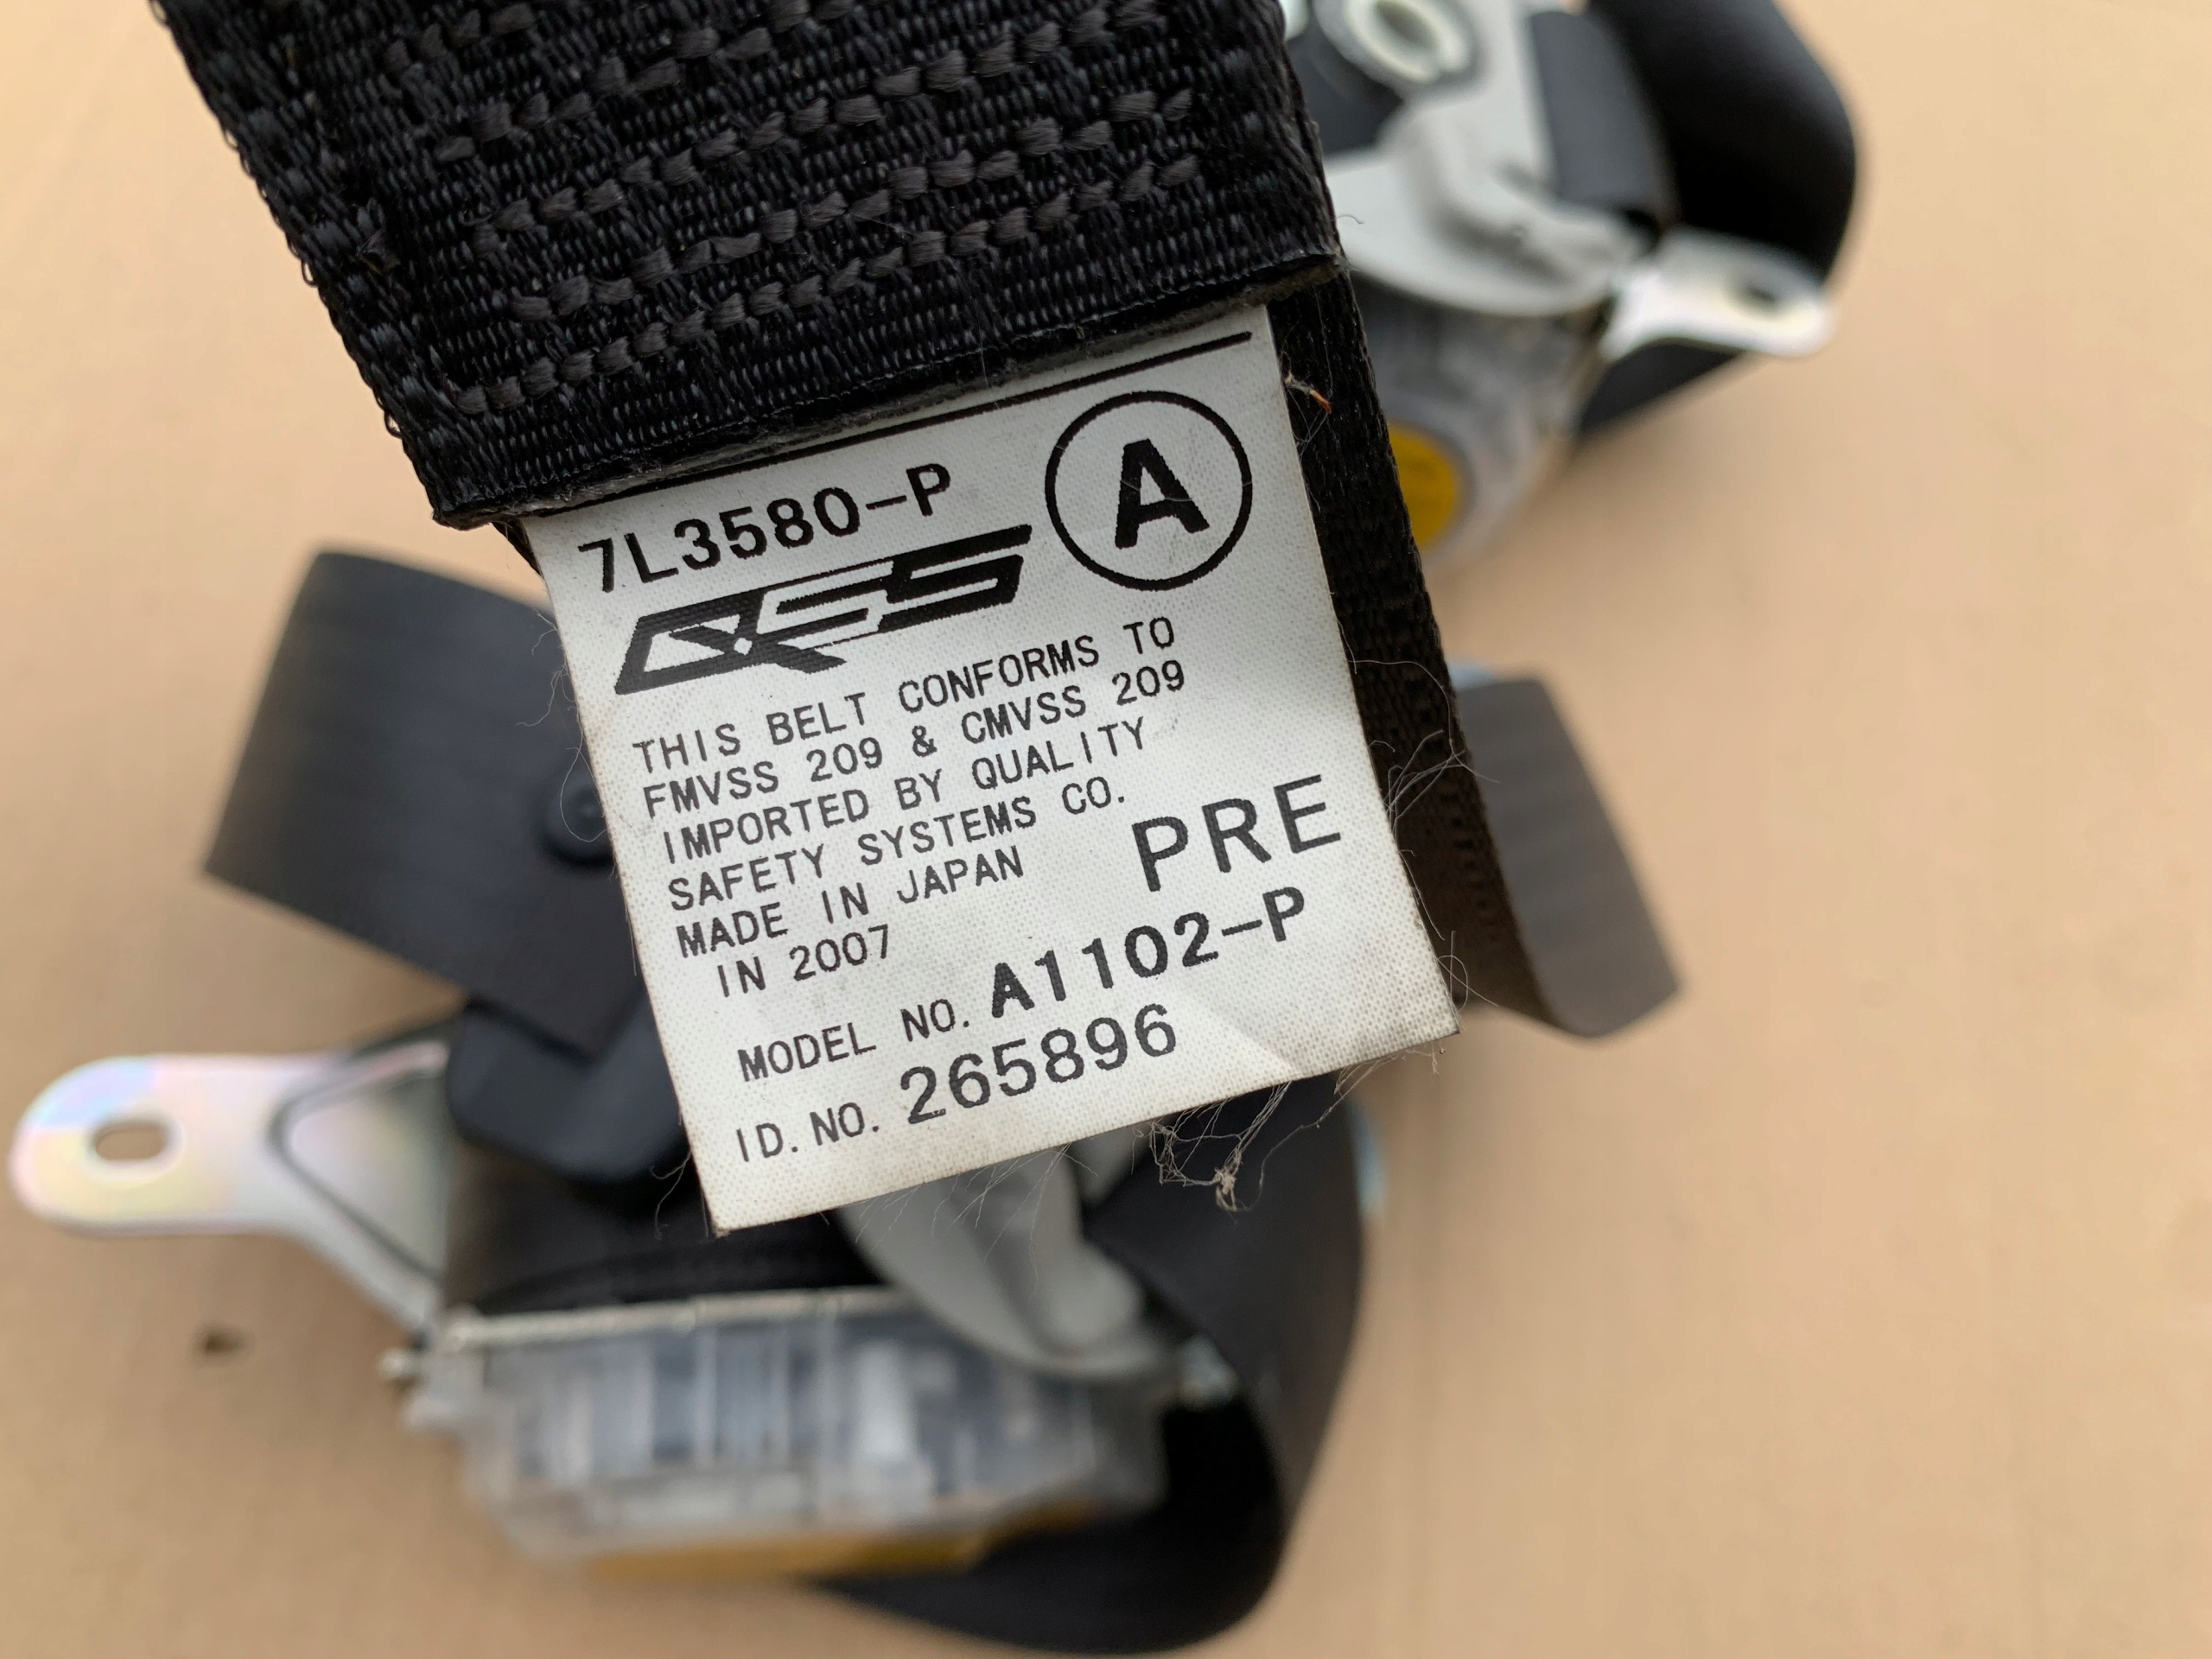 7L3580-P
A
QSS
THIS BELT CONFORMS TO
FMVSS 209 & CMVSS 209
IMPORTED BY QUALITY
SAFETY SYSTEMS CO.
MADE IN JAPAN
PRE
IN 2007
MODEL NO. A1102-P
ID. NO. 265896